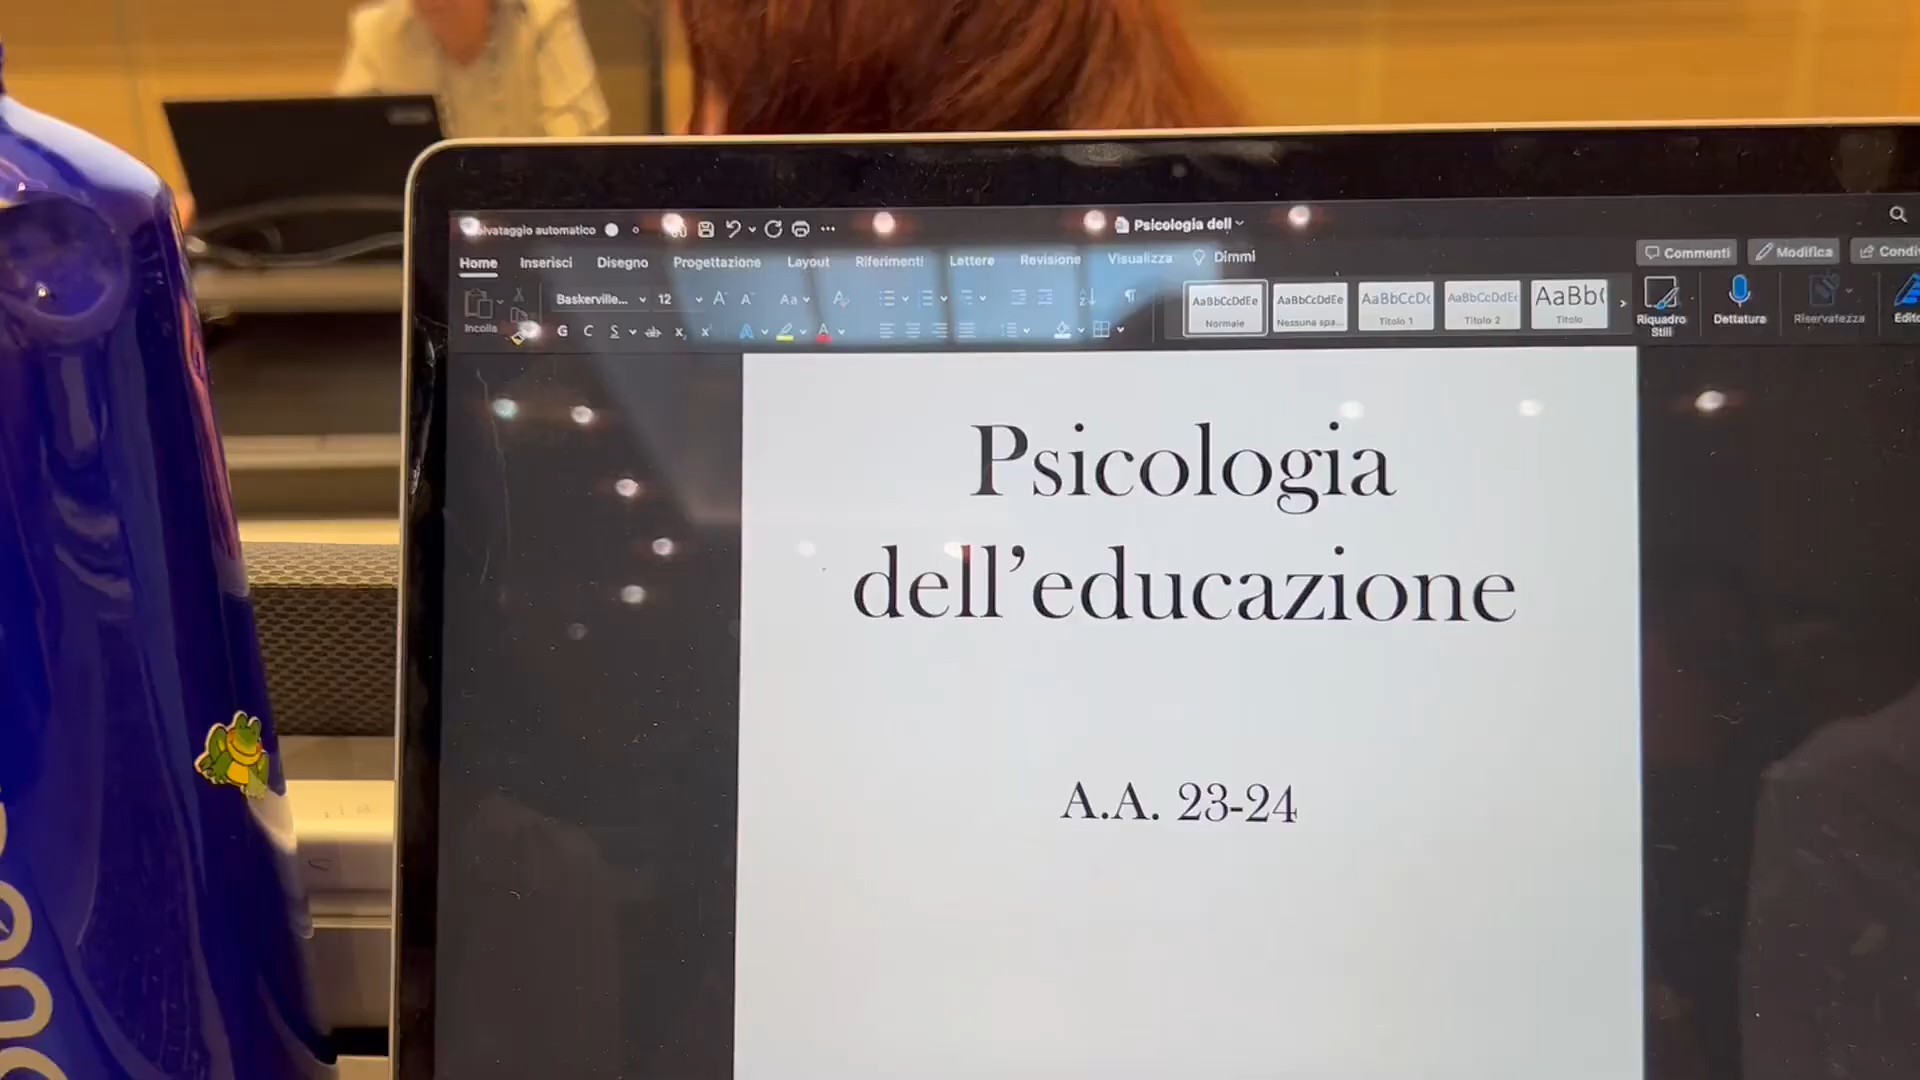 Salvataggio automatico
Psicologia dell
Home Inserisci Disegno Progettazione Layout Riferimenti Lettere Revisione Visualizza Dimmi
Commenti Modifica
Incolla
Baskerville... 12
G C S
AaBbCcDdEe
Normale
AaBbCcDdEe
Nessuna spa...
AaBbCcDc
Titolo 1
AaBbCcDdEe
Titolo 2
AaBb(
Titolo
Riquadro
Stili
Dettatura
Riservatezza
Psicologia
dell’educazione
A.A. 23-24